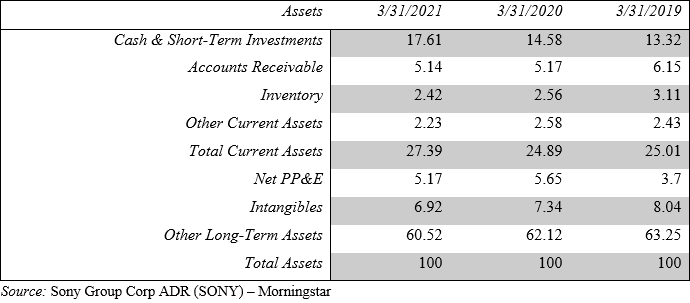 Assets 3/31/2021 3/31/2020 3/31/2019
Cash & Short-Term Investments 17.61 14.58 13.32
Accounts Receivable 5.14 5.17 6.15
Inventory 2.42 2.56 3.11
Other Current Assets 2.23 2.58 2.43
Total Current Assets 27.39 24.89 25.01
Net PP&E 5.17 5.65 3.7
Intangibles 6.92 7.34 8.04
Other Long-Term Assets 60.52 62.12 63.25
Total Assets 100 100 100
Source: Sony Group Corp ADR (SONY) – Morningstar